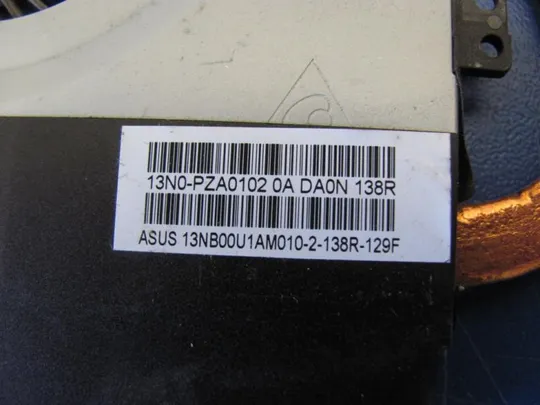 13N0-PZA0102 0A DA0N 138R
ASUS 13NB00U1AM010-2-138R-129F